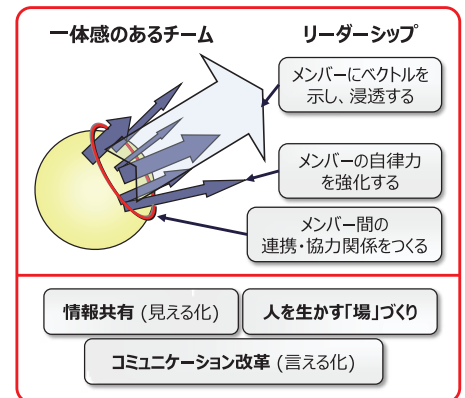 一体感のあるチーム
リーダーシップ
メンバーにベクトルを
示し、浸透する
メンバーの自律力
を強化する
メンバー間の
連携・協力関係をつくる
情報共有 (見える化)
人を生かす「場」づくり
コミュニケーション改革 (言える化)